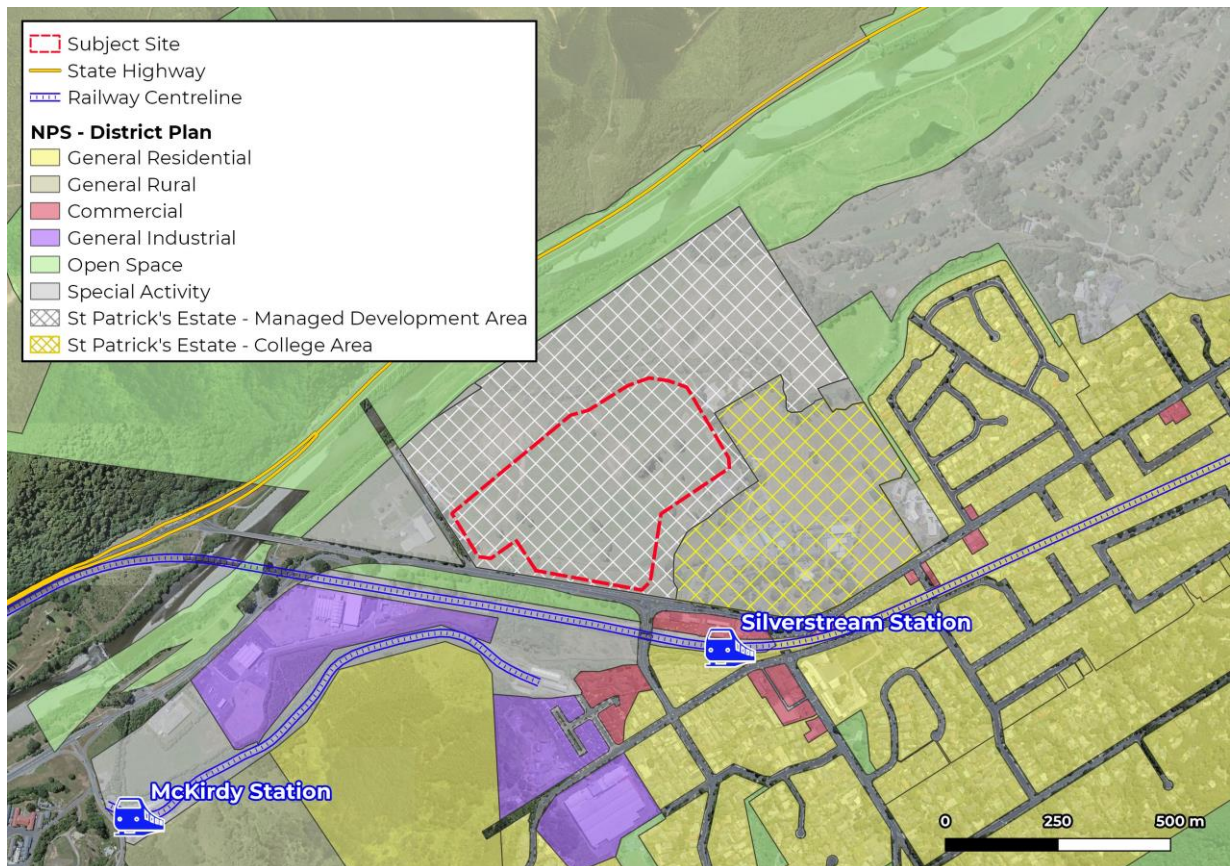 Subject Site
State Highway
Railway Centreline
NPS - District Plan
General Residential
General Rural
Commercial
General Industrial
Open Space
Special Activity
St Patrick's Estate - Managed Development Area
St Patrick's Estate - College Area
Silverstream Station
McKirdy Station
0 250 500 m